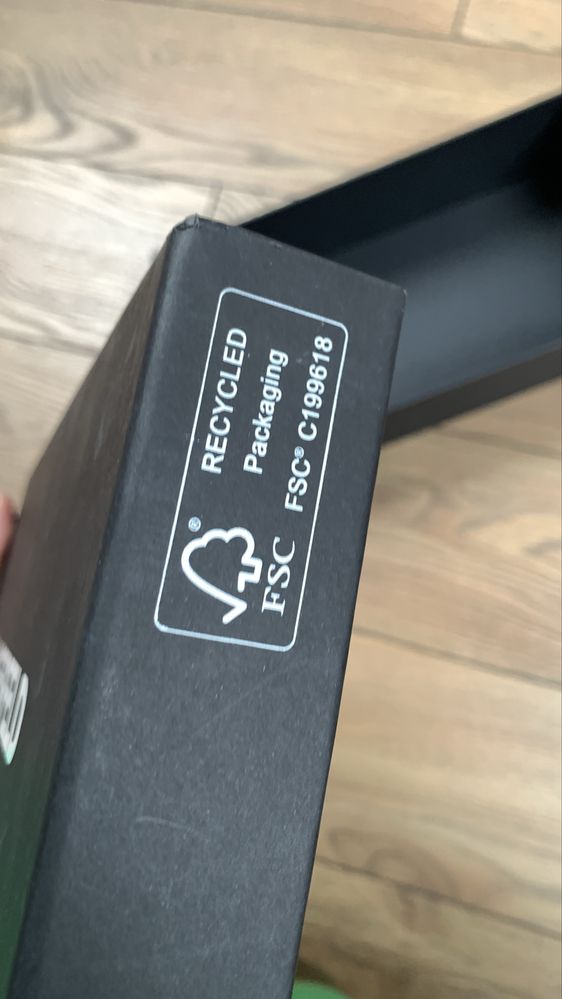 RECYCLED
Packaging
FSC® C199618
®
FSC